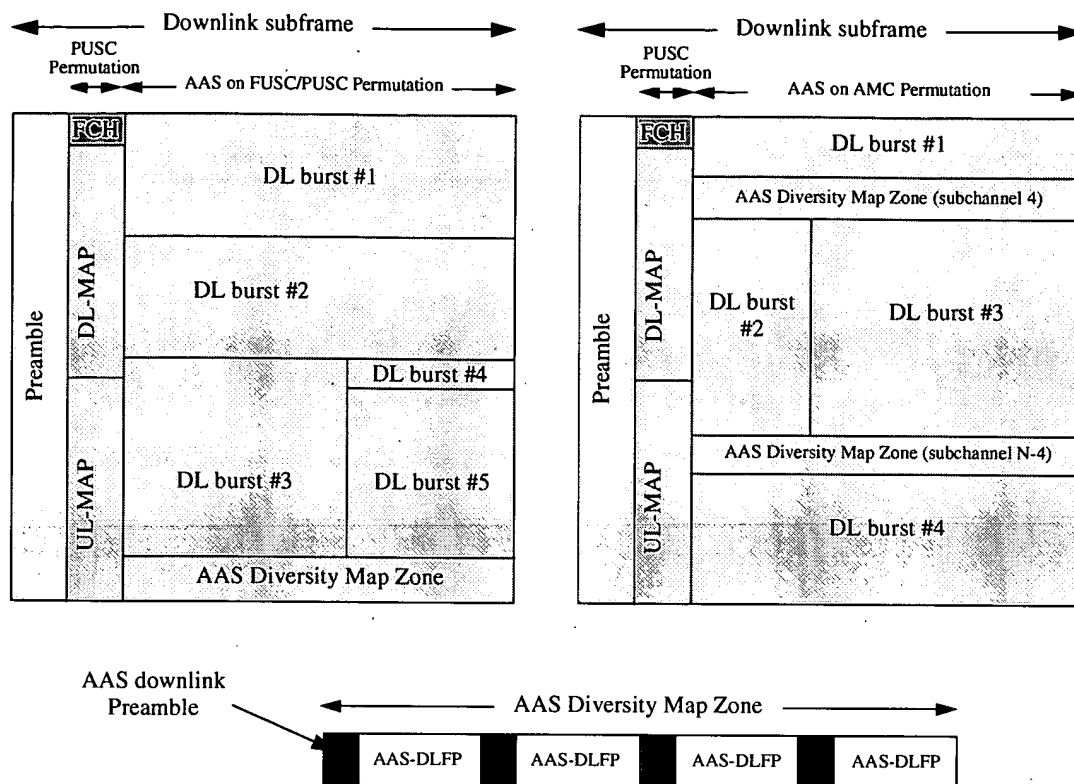 Downlink subframe
PUSC
Permutation
AAS on FUSC/PUSC Permutation
FCH
DL burst #1
DL-MAP
DL burst #2
Preamble
DL burst #4
UL-MAP
DL burst #3
DL burst #5
AAS Diversity Map Zone
Downlink subframe
PUSC
Permutation
AAS on AMC Permutation
FCH
DL burst #1
AAS Diversity Map Zone (subchannel 4)
DL-MAP
DL burst
#2
DL burst #3
Preamble
AAS Diversity Map Zone (subchannel N-4)
UL-MAP
DL burst #4
AAS downlink
Preamble
AAS Diversity Map Zone
AAS-DLFP
AAS-DLFP
AAS-DLFP
AAS-DLFP